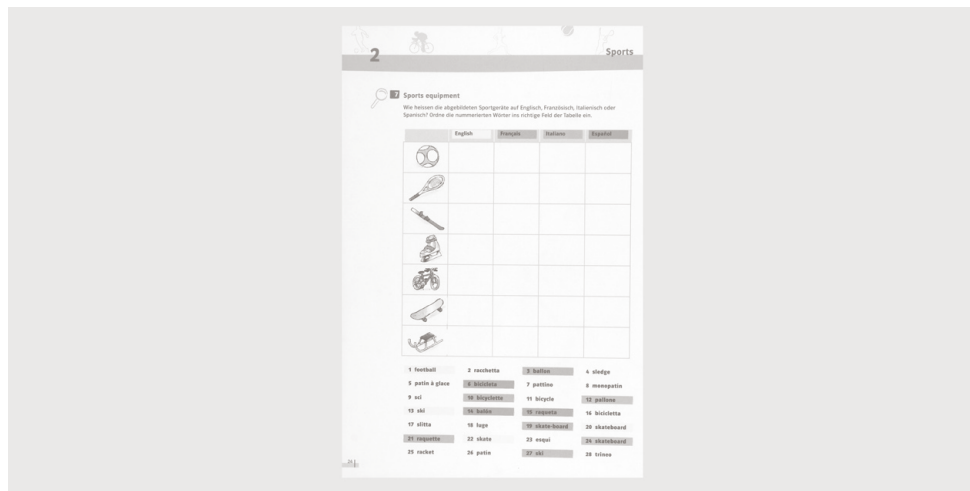 2
Sports
7 Sports equipment
Wie heissen die abgebildeten Sportgeräte auf Englisch, Französisch, Italienisch oder
Spanisch? Ordne die nummerierten Wörter ins richtige Feld der Tabelle ein.
English Français Italiano Español
1 football 2 racchetta 3 ballon 4 sledge
5 patin à glace 6 bicicleta 7 pattino 8 monopatín
9 sci 10 bicyclette 11 bicycle 12 pallone
13 ski 14 balón 15 raqueta 16 bicicletta
17 slitta 18 luge 19 skate-board 20 skateboard
21 raquette 22 skate 23 esquí 24 skateboard
25 racket 26 patín 27 ski 28 trineo